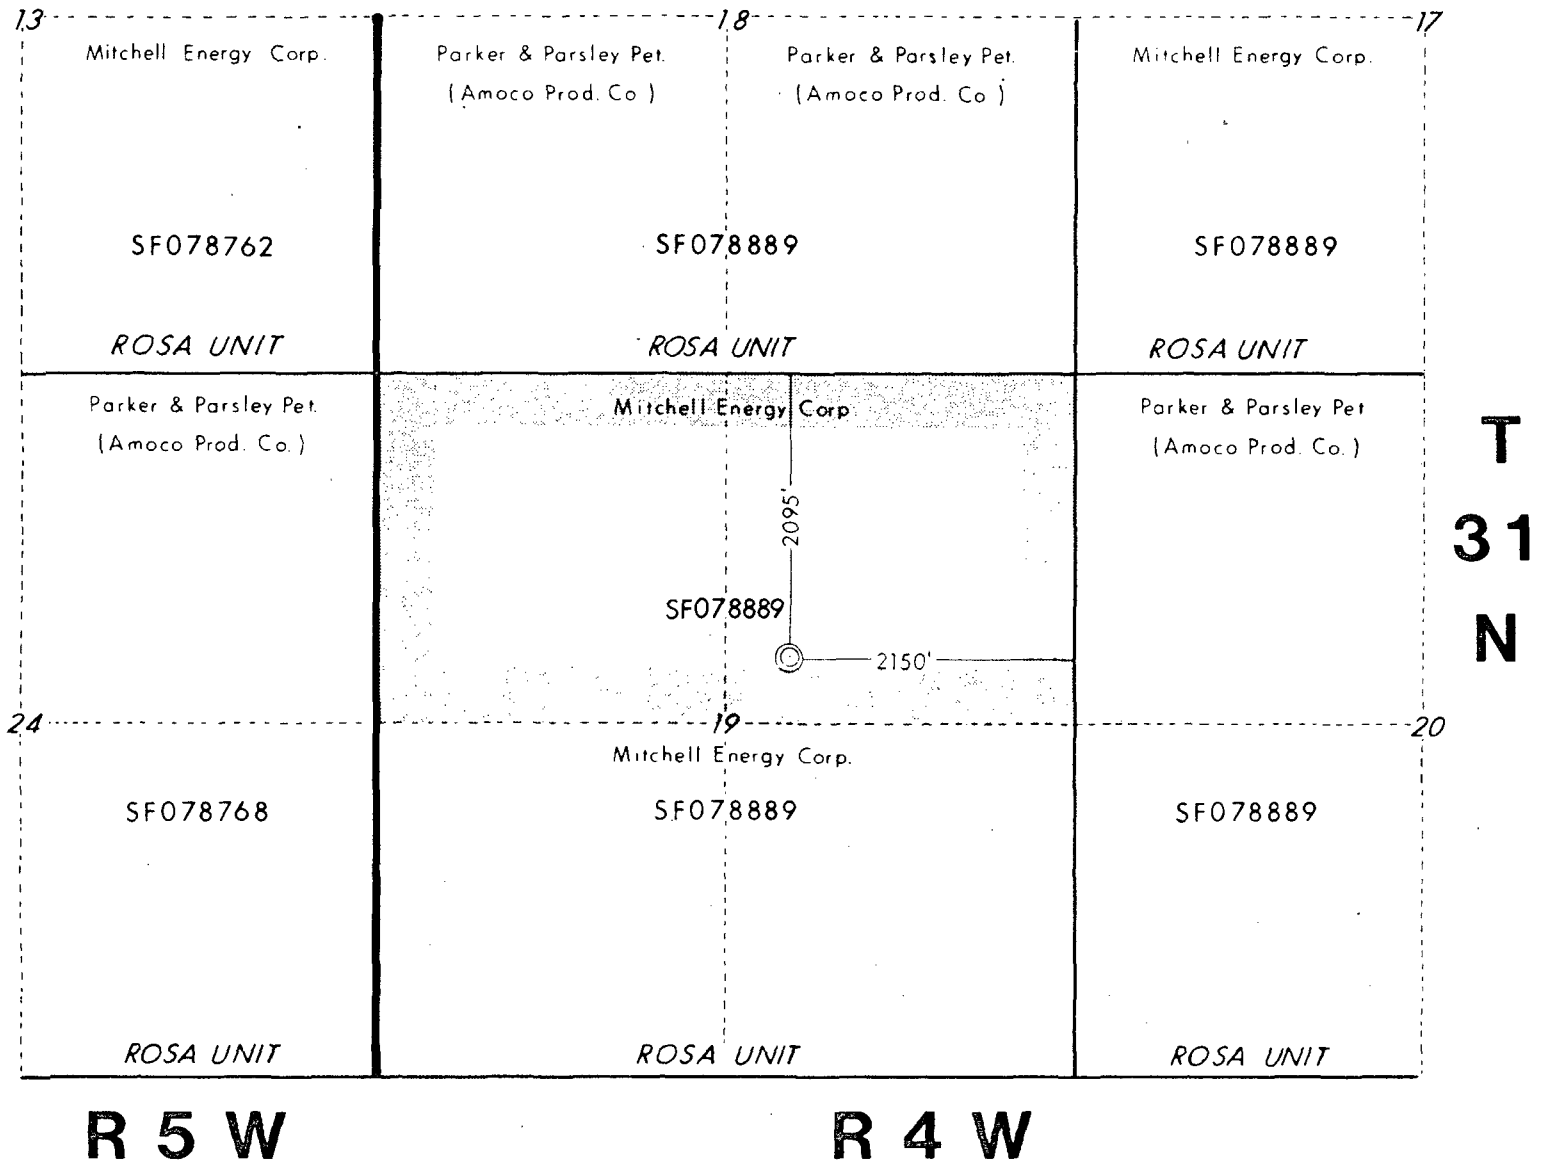 13 18 17
Mitchell Energy Corp. Parker & Parsley Pet. Parker & Parsley Pet. Mitchell Energy Corp.
(Amoco Prod. Co ) (Amoco Prod. Co )
SF078762 SF078889 SF078889
ROSA UNIT ROSA UNIT ROSA UNIT
Parker & Parsley Pet. Mitchell Energy Corp Parker & Parsley Pet
(Amoco Prod. Co.) (Amoco Prod. Co.)
T
31
N
2095'
SF078889
2150'
24 19 20
Mitchell Energy Corp.
SF078768 SF078889 SF078889
ROSA UNIT ROSA UNIT ROSA UNIT
R 5 W R 4 W